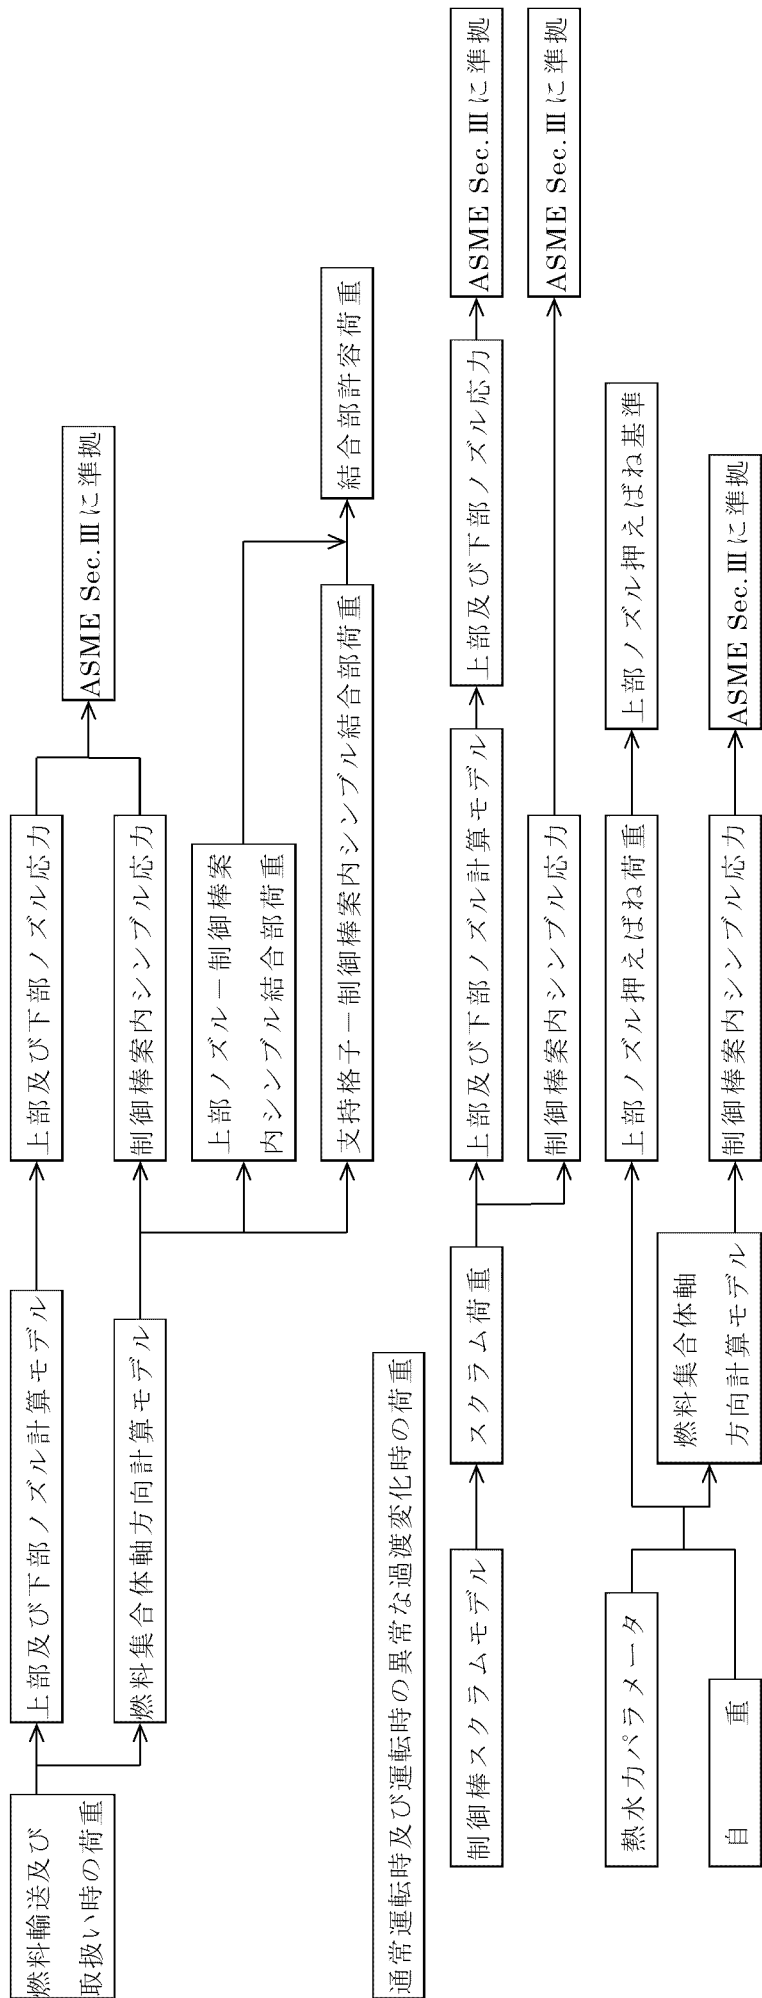 燃料輸送及び
取扱い時の荷重
上部及び下部ノズル計算モデル
上部及び下部ノズル応力
ASME Sec.Ⅲに準拠
燃料集合体軸方向計算モデル
制御棒案内シンブル応力
上部ノズル－制御棒案
内シンブル結合部荷重
支持格子－制御棒案内シンブル結合部荷重
結合部許容荷重
通常運転時及び運転時の異常な過渡変化時の荷重
制御棒スクラムモデル
スクラム荷重
上部及び下部ノズル計算モデル
上部及び下部ノズル応力
ASME Sec.Ⅲに準拠
制御棒案内シンブル応力
ASME Sec.Ⅲに準拠
熱水力パラメータ
上部ノズル押えばね荷重
上部ノズル押えばね基準
自　　　　重
燃料集合体軸
方向計算モデル
制御棒案内シンブル応力
ASME Sec.Ⅲに準拠